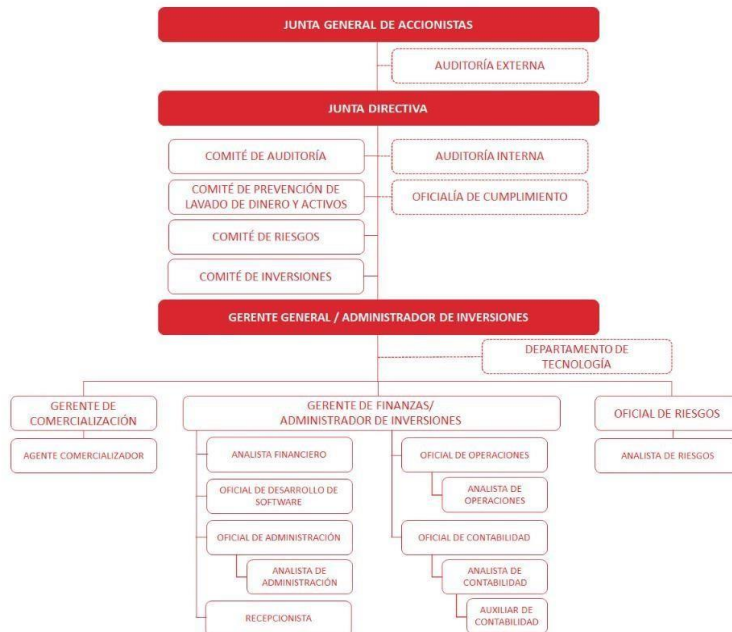 JUNTA GENERAL DE ACCIONISTAS
AUDITORÍA EXTERNA
JUNTA DIRECTIVA
COMITÉ DE AUDITORÍA
AUDITORÍA INTERNA
COMITÉ DE PREVENCIÓN DE
LAVADO DE DINERO Y ACTIVOS
OFICIALÍA DE CUMPLIMIENTO
COMITÉ DE RIESGOS
COMITÉ DE INVERSIONES
GERENTE GENERAL / ADMINISTRADOR DE INVERSIONES
DEPARTAMENTO DE
TECNOLOGÍA
GERENTE DE
COMERCIALIZACIÓN
GERENTE DE FINANZAS/
ADMINISTRADOR DE INVERSIONES
OFICIAL DE RIESGOS
AGENTE COMERCIALIZADOR
ANALISTA FINANCIERO
OFICIAL DE OPERACIONES
ANALISTA DE RIESGOS
OFICIAL DE DESARROLLO DE
SOFTWARE
ANALISTA DE
OPERACIONES
OFICIAL DE ADMINISTRACIÓN
OFICIAL DE CONTABILIDAD
ANALISTA DE
ADMINISTRACIÓN
ANALISTA DE
CONTABILIDAD
RECEPCIONISTA
AUXILIAR DE
CONTABILIDAD